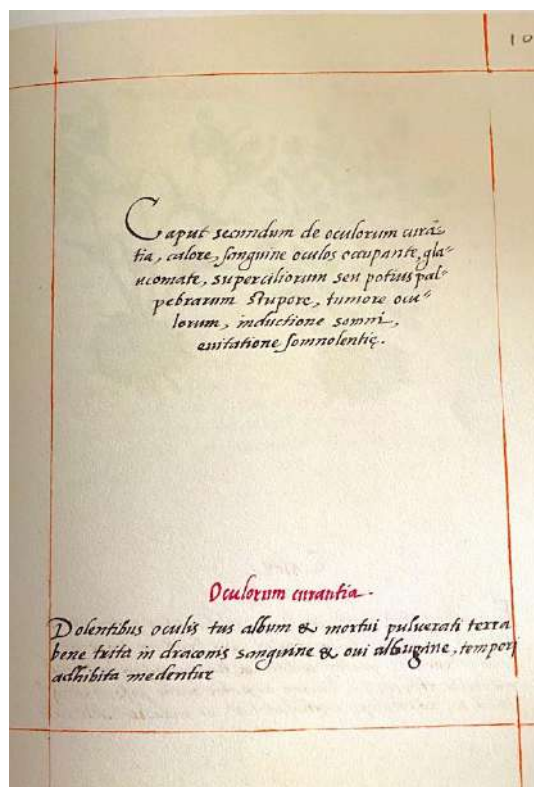 10
Caput secundum de oculorum curā=
tia, calore, sanguine oculos occupante, gla=
ucomate, superciliorum seu potius pal=
pebrarum stupore, tumore ocu=
lorum, inductione somni,
euitatione somnolentię.
Oculorum curantia.
Dolentibus oculis tus album & mortui puluerati terra
bene trita in draconis sanguine & oui albugine, tempori
adhibita medentur